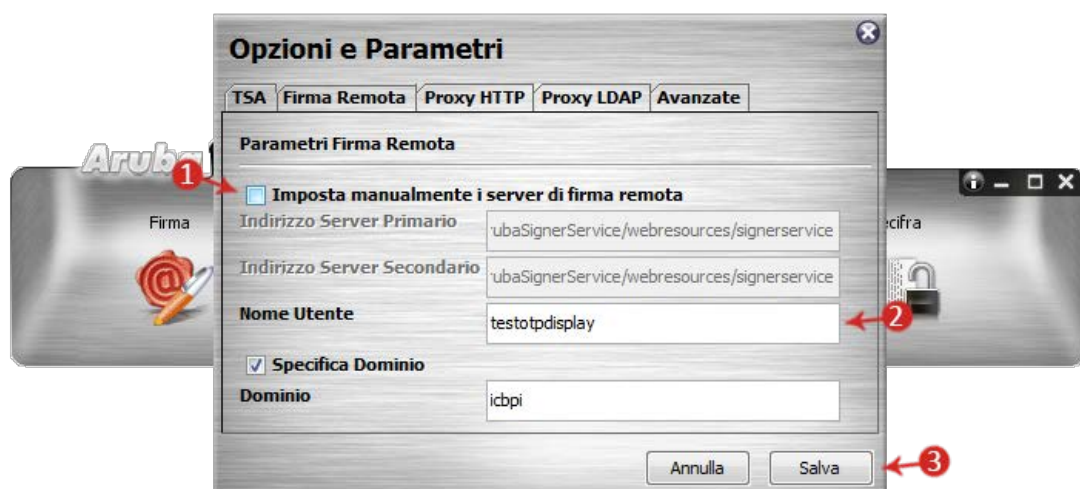 Opzioni e Parametri
TSA Firma Remota Proxy HTTP Proxy LDAP Avanzate
Parametri Firma Remota
Aruba
1
Imposta manualmente i server di firma remota
Firma
Indirizzo Server Primario
ubaSignerService/webresources/signerservice
Indirizzo Server Secondario
ubaSignerService/webresources/signerservice
Nome Utente
testotpdisplay
2
Specifica Dominio
Dominio
icbpi
Annulla Salva
3